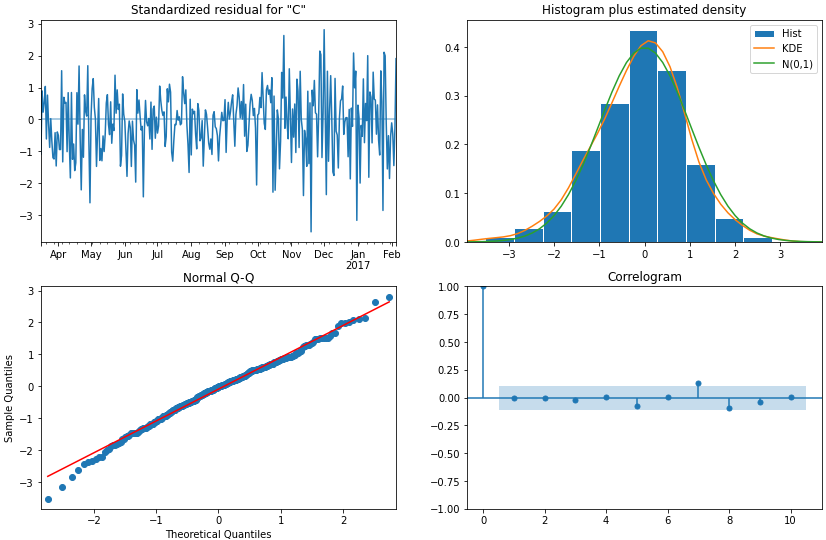 Standardized residual for "C"
3
2
1
0
−1
−2
−3
Apr May Jun Jul Aug Sep Oct Nov Dec Jan Feb
2017
Histogram plus estimated density
Hist
KDE
N(0,1)
0.4
0.3
0.2
0.1
0.0
−3 −2 −1 0 1 2 3
Normal Q-Q
Sample Quantiles
3
2
1
0
−1
−2
−3
−2 −1 0 1 2
Theoretical Quantiles
Correlogram
1.00
0.75
0.50
0.25
0.00
−0.25
−0.50
−0.75
−1.00
0 2 4 6 8 10